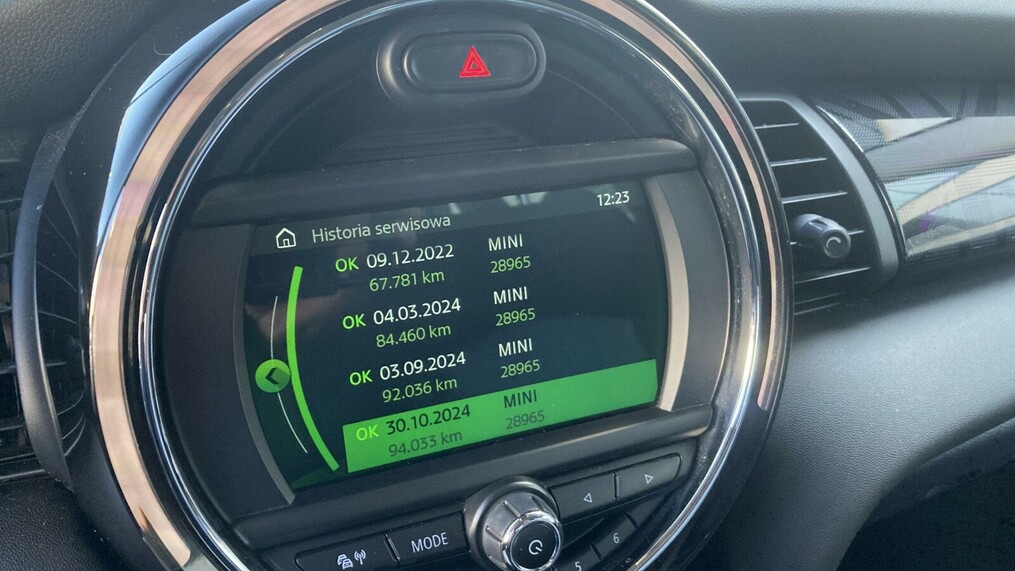 Historia serwisowa 12:23
OK 09.12.2022 MINI
67.781 km 28965
OK 04.03.2024 MINI
84.460 km 28965
OK 03.09.2024 MINI
92.036 km 28965
OK 30.10.2024 MINI
94.033 km 28965
MODE
5 6